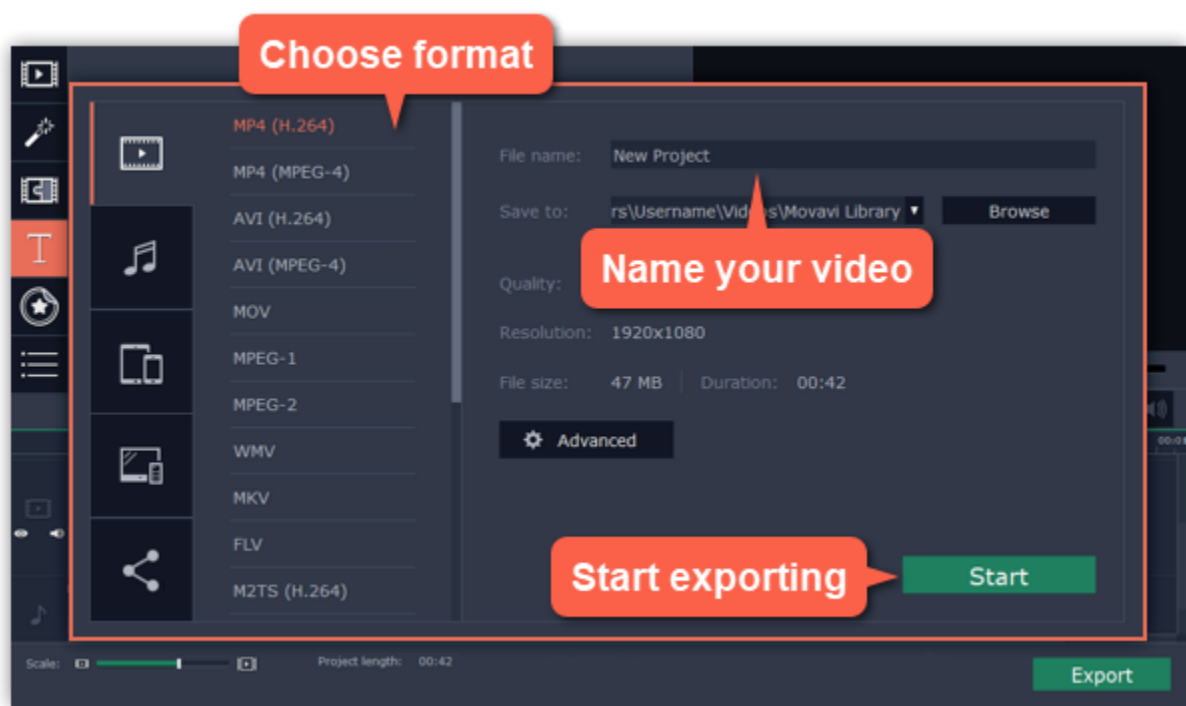 Choose format
MP4 (H.264)
MP4 (MPEG-4)
AVI (H.264)
AVI (MPEG-4)
MOV
MPEG-1
MPEG-2
WMV
MKV
FLV
M2TS (H.264)
File name: New Project
Save to: rs\Username\Videos\Movavi Library Browse
Name your video
Quality:
Resolution: 1920x1080
File size: 47 MB Duration: 00:42
Advanced
Start exporting
Start
Scale: Project length: 00:42
Export